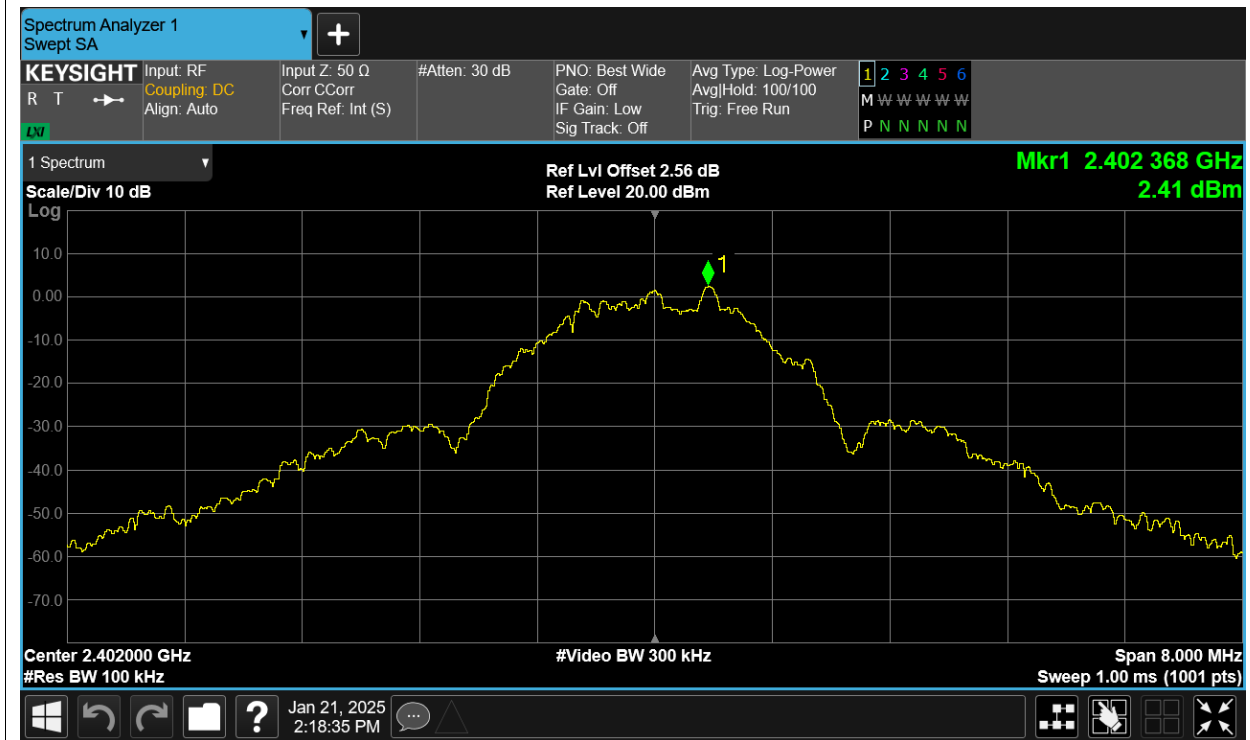 Spectrum Analyzer 1
Swept SA
KEYSIGHT
R T
LXI
Input: RF
Coupling: DC
Align: Auto
Input Z: 50 Ω
Corr CCorr
Freq Ref: Int (S)
#Atten: 30 dB
PNO: Best Wide
Gate: Off
IF Gain: Low
Sig Track: Off
Avg Type: Log-Power
Avg|Hold: 100/100
Trig: Free Run
1 2 3 4 5 6
M W W W W W
P N N N N N
1 Spectrum
Scale/Div 10 dB
Log
Ref Lvl Offset 2.56 dB
Ref Level 20.00 dBm
Mkr1 2.402 368 GHz
2.41 dBm
1
10.0
0.00
-10.0
-20.0
-30.0
-40.0
-50.0
-60.0
-70.0
Center 2.402000 GHz
#Res BW 100 kHz
#Video BW 300 kHz
Span 8.000 MHz
Sweep 1.00 ms (1001 pts)
?
Jan 21, 2025
2:18:35 PM